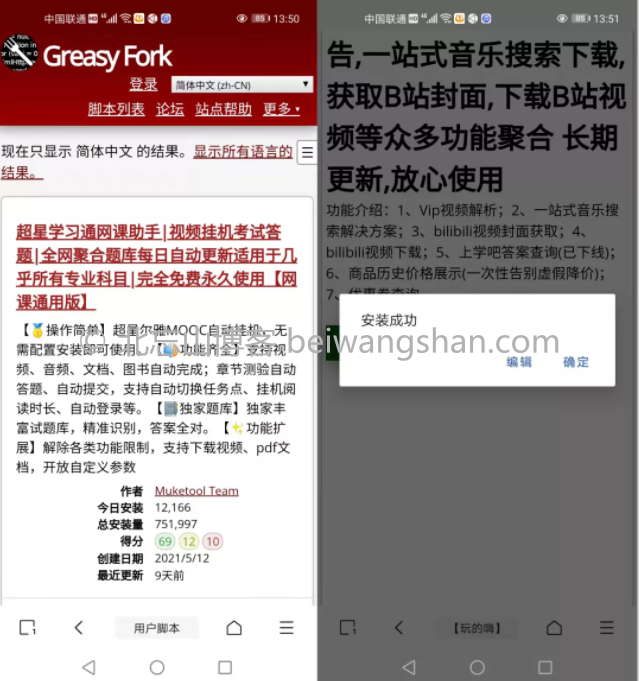 中国联通 HD 85 13:50
Greasy Fork
登录 简体中文 (zh-CN)
脚本列表 论坛 站点帮助 更多
现在只显示 简体中文 的结果。显示所有语言的
结果。
超星学习通网课助手|视频挂机考试答
题|全网聚合题库每日自动更新适用于几
乎所有专业科目|完全免费永久使用【网
课通用版】
【🥇操作简单】超星尔雅MOOC自动挂机，无
需配置安装即可使用。【功能齐全】支持视
频、音频、文档、图书自动完成；章节测验自动
答题、自动提交，支持自动切换任务点、挂机阅
读时长、自动登录等。【独家题库】独家丰
富试题库，精准识别，答案全对。【✨功能扩
展】解除各类功能限制，支持下载视频、pdf文
档，开放自定义参数
作者 Muketool Team
今日安装 12,166
总安装量 751,997
得分 69 12 10
创建日期 2021/5/12
最近更新 9天前
1 用户脚本
中国联通 HD 85 13:51
告,一站式音乐搜索下载,
获取B站封面,下载B站视
频等众多功能聚合 长期
更新,放心使用
功能介绍：1、Vip视频解析；2、一站式音乐搜
索解决方案；3、bilibili视频封面获取；4、
bilibili视频下载；5、上学吧答案查询(已下线)；
6、商品历史价格展示(一次性告别虚假降价)；
7、优惠券查询
安装成功
编辑 确定
1 【玩的嗨】
beiwangshan.com